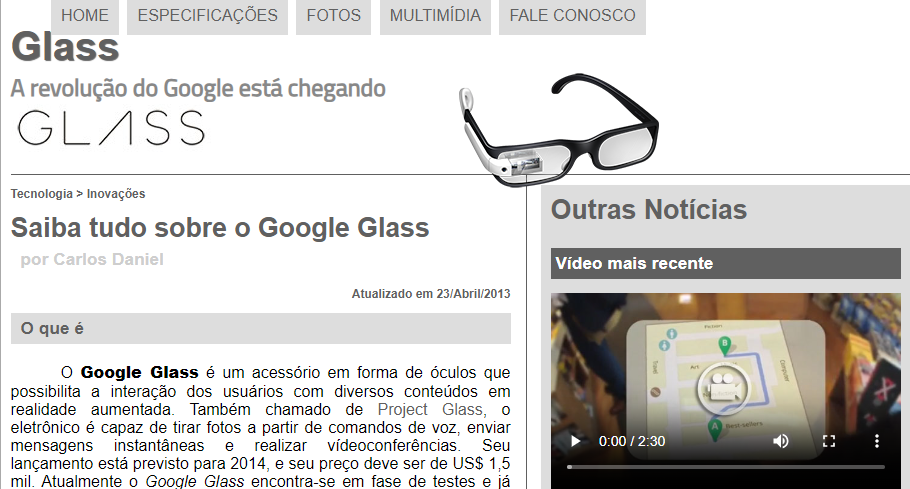 HOME ESPECIFICAÇÕES FOTOS MULTIMÍDIA FALE CONOSCO
Glass
A revolução do Google está chegando
GLASS
Tecnologia > Inovações
Saiba tudo sobre o Google Glass
por Carlos Daniel
Atualizado em 23/Abril/2013
O que é
O Google Glass é um acessório em forma de óculos que
possibilita a interação dos usuários com diversos conteúdos em
realidade aumentada. Também chamado de Project Glass, o
eletrônico é capaz de tirar fotos a partir de comandos de voz, enviar
mensagens instantâneas e realizar vídeoconferências. Seu
lançamento está previsto para 2014, e seu preço deve ser de US$ 1,5
mil. Atualmente o Google Glass encontra-se em fase de testes e já
Outras Notícias
Vídeo mais recente
B
Art
Computer
Travel
Best-sellers
A
0:00 / 2:30